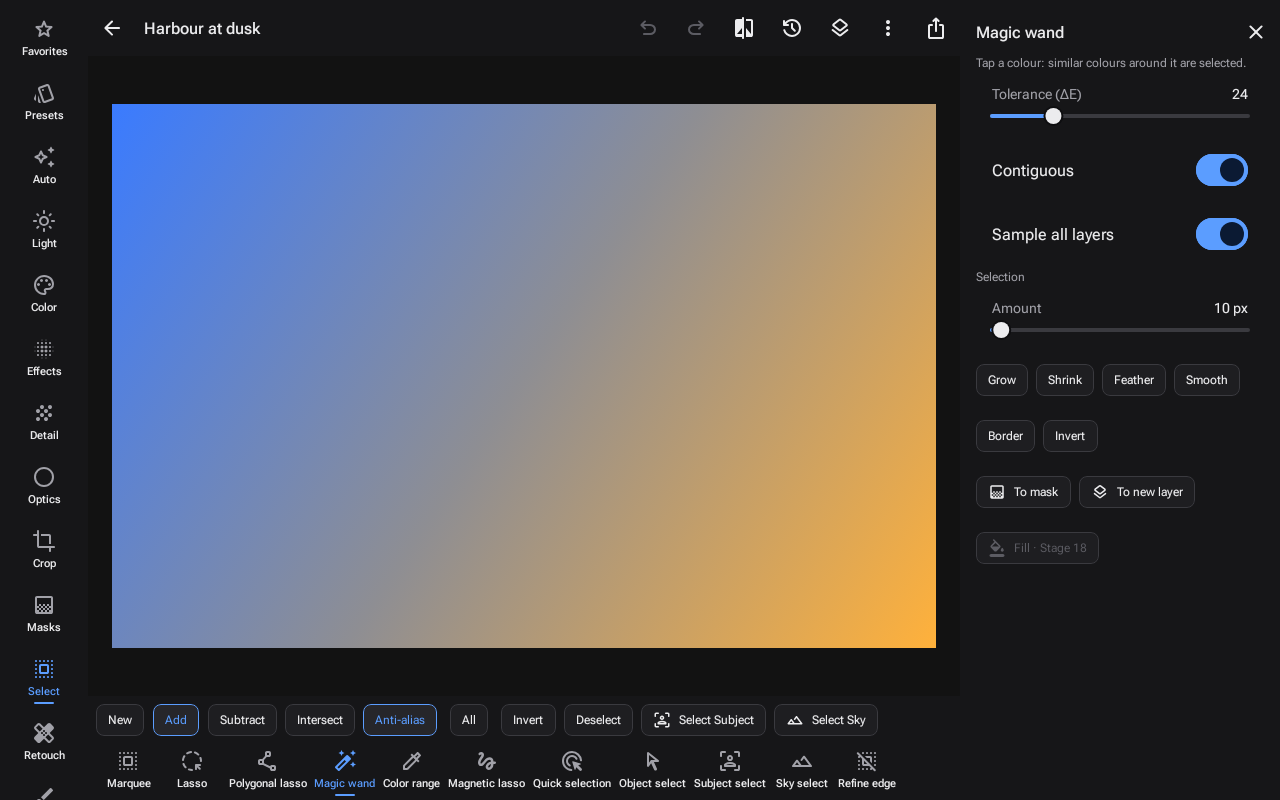 Harbour at dusk
Favorites
Presets
Auto
Light
Color
Effects
Detail
Optics
Crop
Masks
Select
Retouch
Magic wand
Tap a colour: similar colours around it are selected.
Tolerance (ΔE) 24
Contiguous
Sample all layers
Selection
Amount 10 px
Grow Shrink Feather Smooth
Border Invert
To mask To new layer
Fill · Stage 18
New Add Subtract Intersect Anti-alias All Invert Deselect Select Subject Select Sky
Marquee Lasso Polygonal lasso Magic wand Color range Magnetic lasso Quick selection Object select Subject select Sky select Refine edge